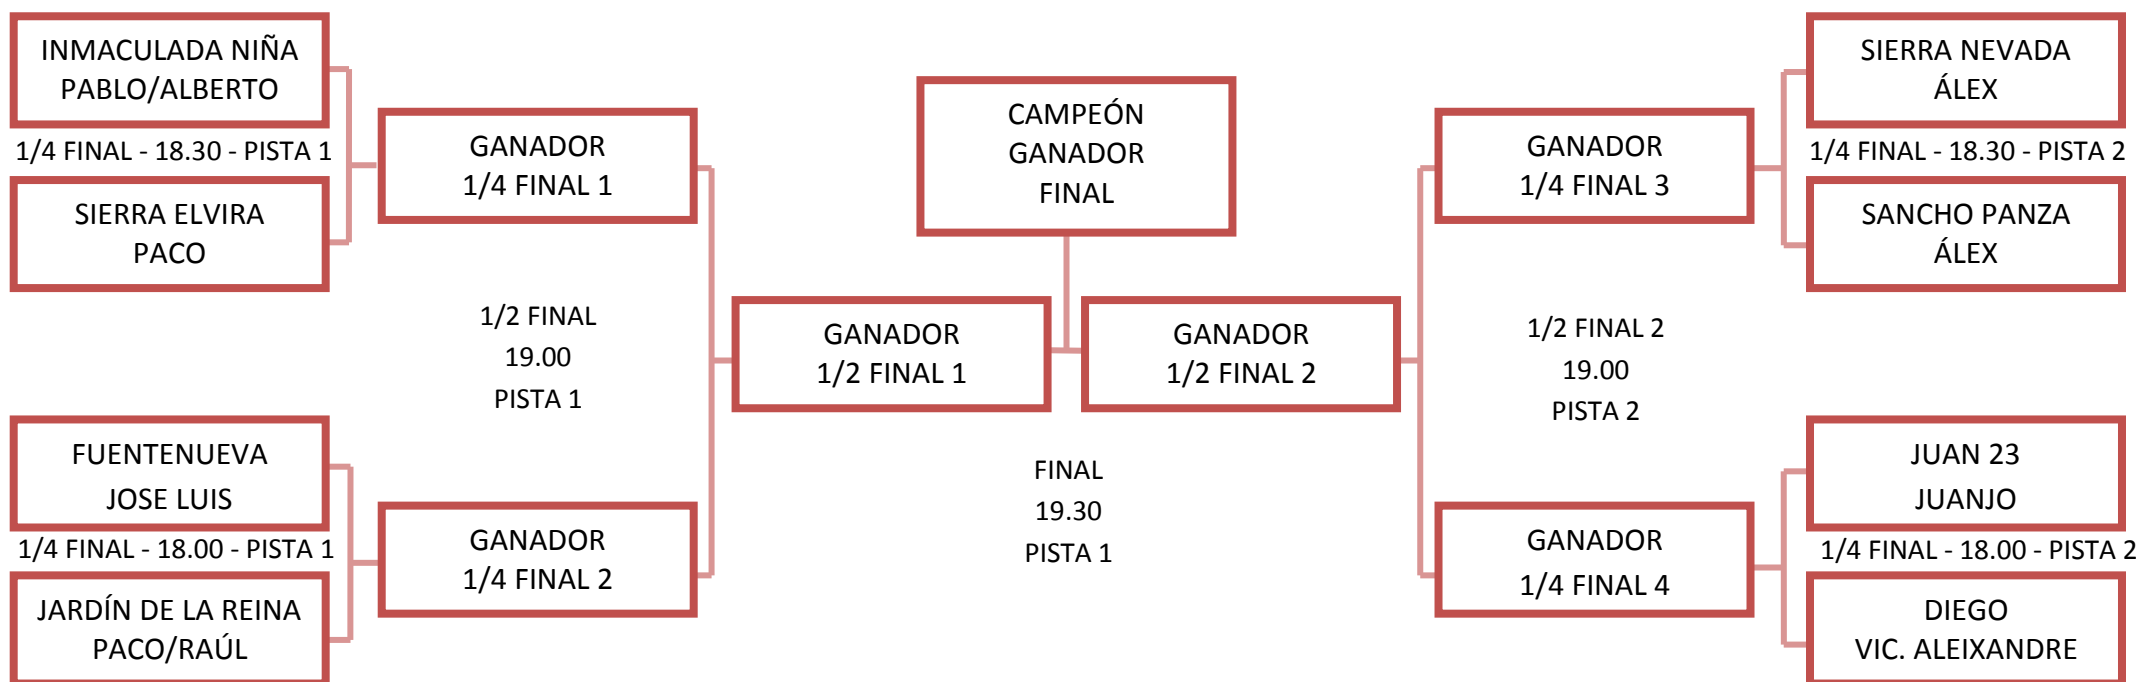 INMACULADA NIÑA
PABLO/ALBERTO
1/4 FINAL - 18.30 - PISTA 1
SIERRA ELVIRA
PACO
GANADOR
1/4 FINAL 1
1/2 FINAL
19.00
PISTA 1
FUENTENUEVA
JOSE LUIS
1/4 FINAL - 18.00 - PISTA 1
JARDÍN DE LA REINA
PACO/RAÚL
GANADOR
1/4 FINAL 2
GANADOR
1/2 FINAL 1
CAMPEÓN
GANADOR
FINAL
GANADOR
1/2 FINAL 2
FINAL
19.30
PISTA 1
GANADOR
1/4 FINAL 3
SIERRA NEVADA
ÁLEX
1/4 FINAL - 18.30 - PISTA 2
SANCHO PANZA
ÁLEX
1/2 FINAL 2
19.00
PISTA 2
GANADOR
1/4 FINAL 4
JUAN 23
JUANJO
1/4 FINAL - 18.00 - PISTA 2
DIEGO
VIC. ALEIXANDRE